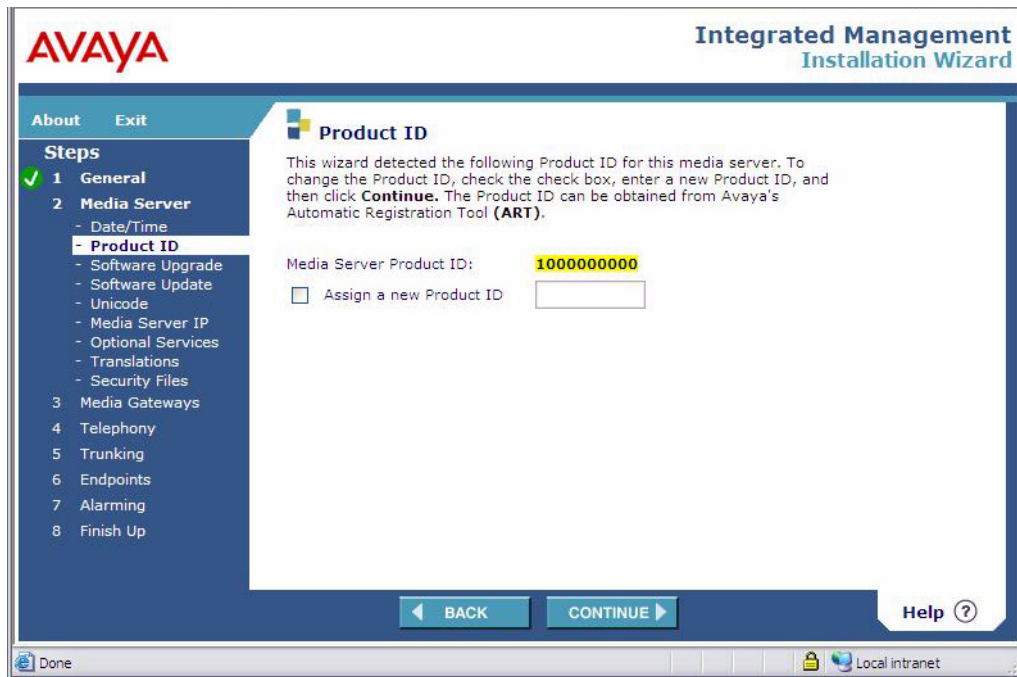 AVAYA
Integrated Management
Installation Wizard
About Exit
Steps
1 General
2 Media Server
- Date/Time
- Product ID
- Software Upgrade
- Software Update
- Unicode
- Media Server IP
- Optional Services
- Translations
- Security Files
3 Media Gateways
4 Telephony
5 Trunking
6 Endpoints
7 Alarming
8 Finish Up
Product ID
This wizard detected the following Product ID for this media server. To
change the Product ID, check the check box, enter a new Product ID, and
then click Continue. The Product ID can be obtained from Avaya's
Automatic Registration Tool (ART).
Media Server Product ID: 1000000000
Assign a new Product ID
BACK CONTINUE
Help ?
Done Local intranet